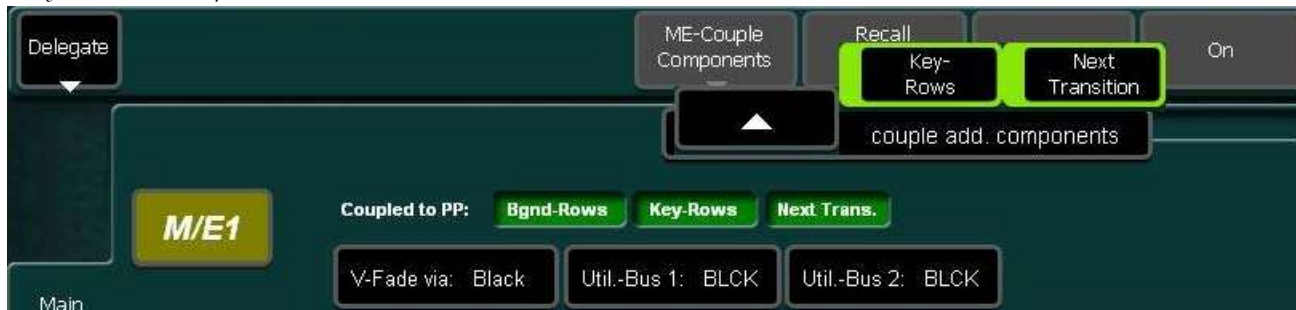 Delegate
ME-Couple
Components
Recall
Key-
Rows
Next
Transition
On
couple add. components
M/E1
Coupled to PP: Bgnd-Rows Key-Rows Next Trans.
V-Fade via: Black Util.-Bus 1: BLCK Util.-Bus 2: BLCK
Main